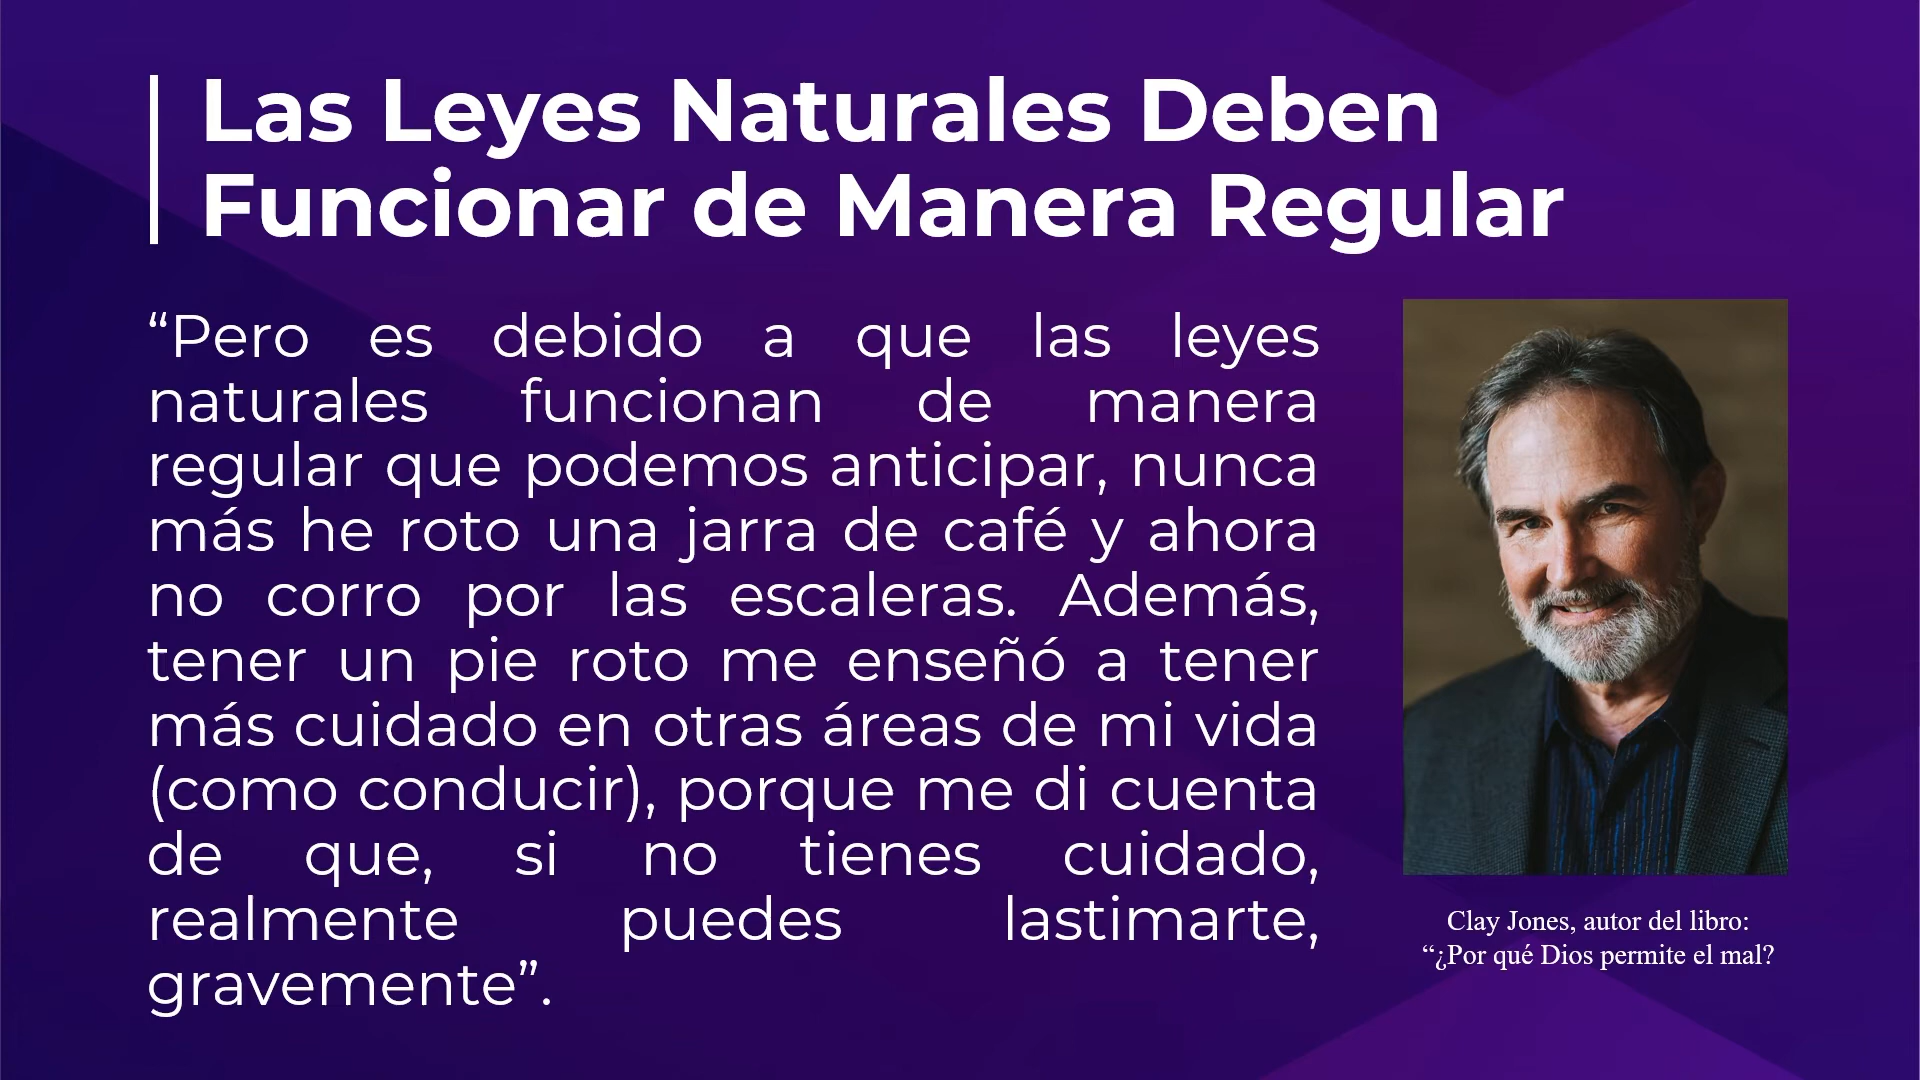 Las Leyes Naturales Deben
Funcionar de Manera Regular
“Pero es debido a que las leyes
naturales funcionan de manera
regular que podemos anticipar, nunca
más he roto una jarra de café y ahora
no corro por las escaleras. Además,
tener un pie roto me enseñó a tener
más cuidado en otras áreas de mi vida
(como conducir), porque me di cuenta
de que, si no tienes cuidado,
realmente puedes lastimarte,
gravemente”.
Clay Jones, autor del libro:
“¿Por qué Dios permite el mal?